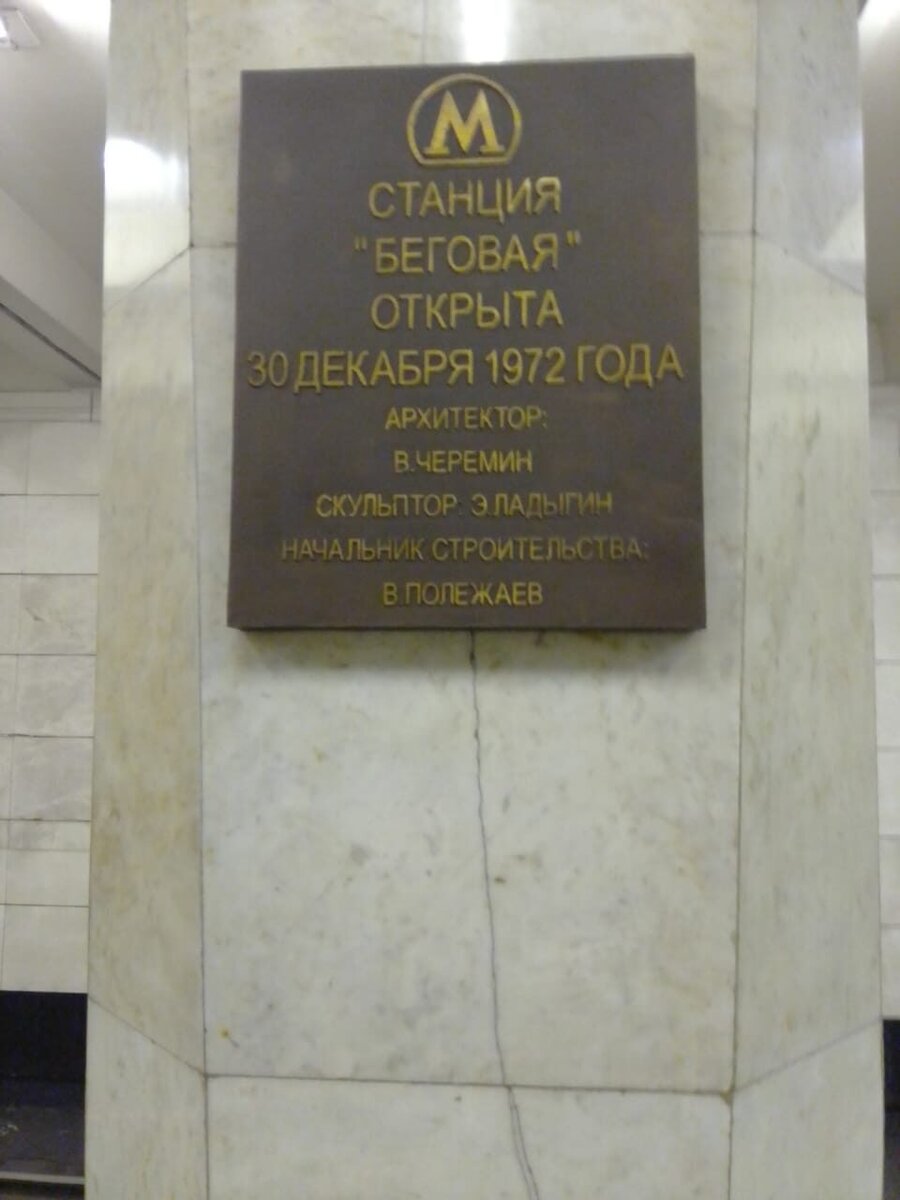 М
СТАНЦИЯ
"БЕГОВАЯ"
ОТКРЫТА
30 ДЕКАБРЯ 1972 ГОДА
АРХИТЕКТОР:
В.ЧЕРЕМИН
СКУЛЬПТОР: Э.ЛАДЫГИН
НАЧАЛЬНИК СТРОИТЕЛЬСТВА:
В.ПОЛЕЖАЕВ